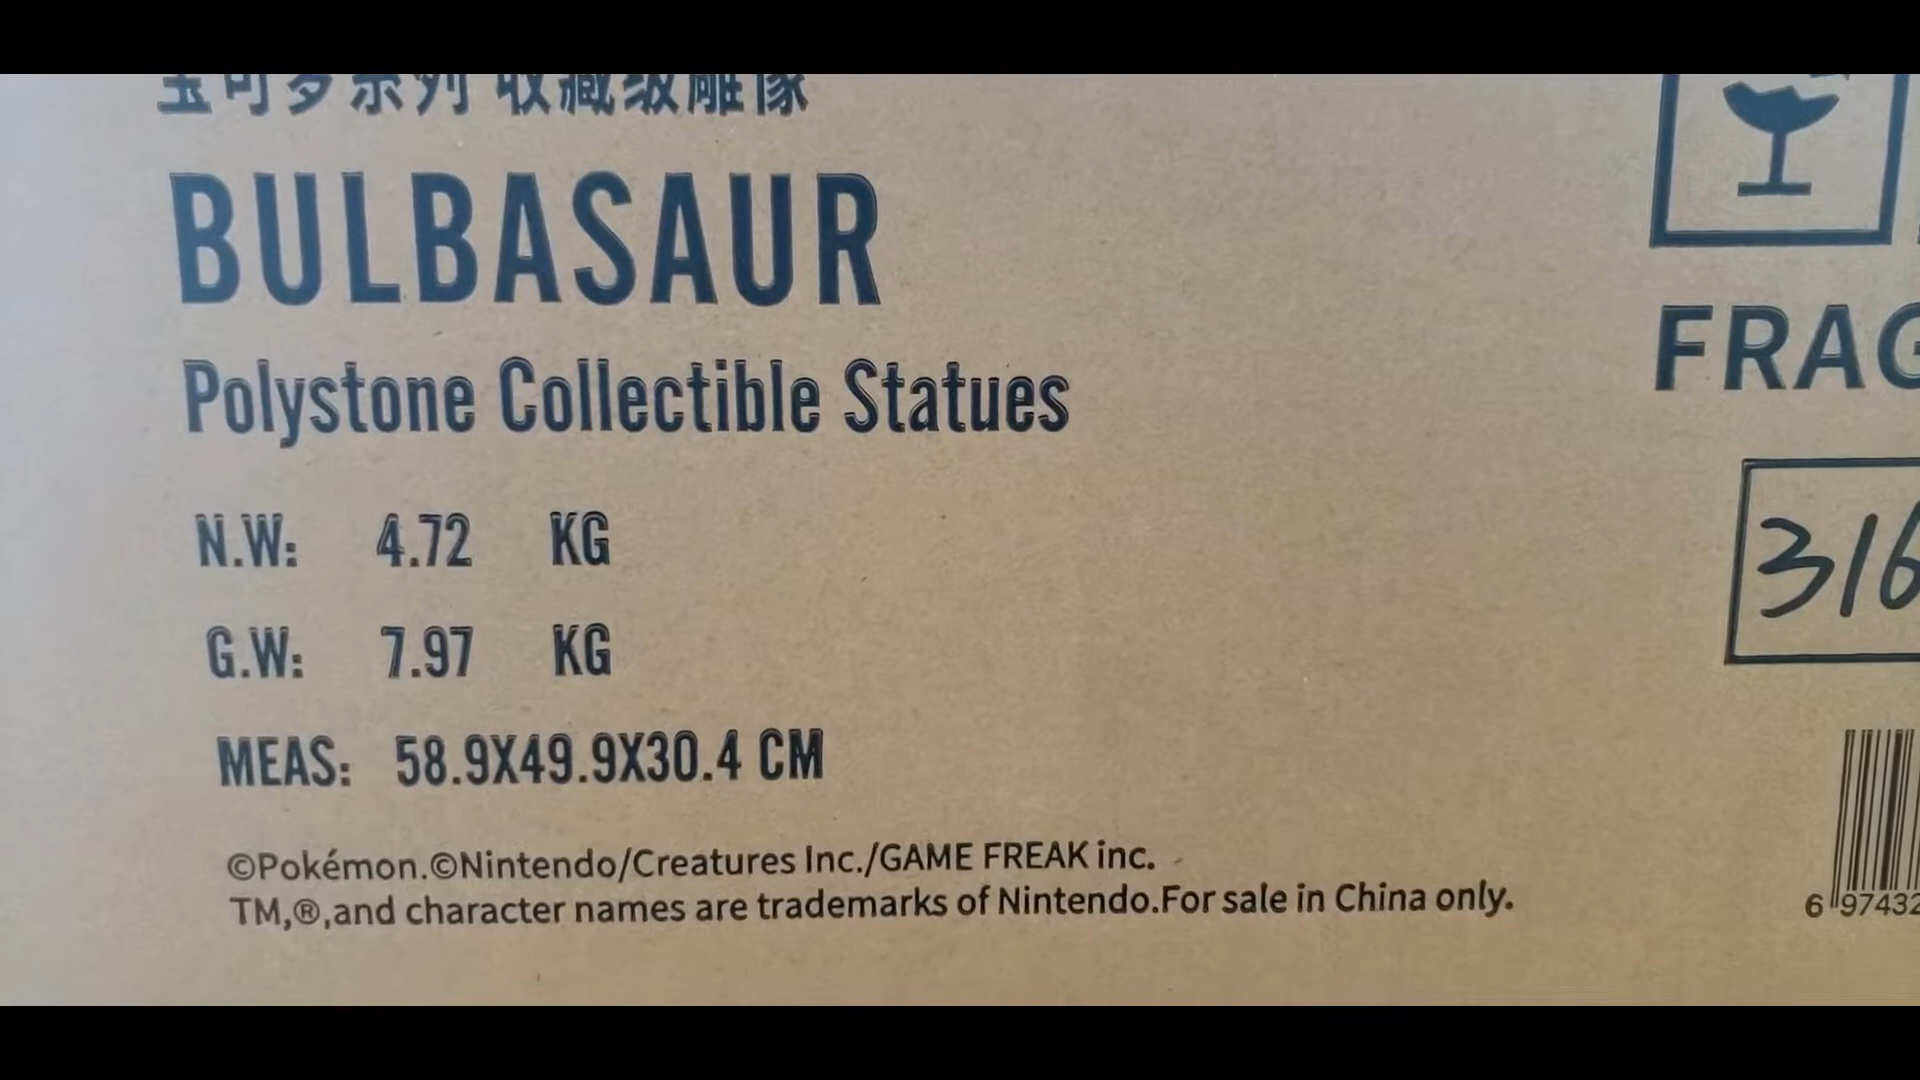 宝可梦系列 收藏级雕像
BULBASAUR
Polystone Collectible Statues
N.W: 4.72 KG
G.W: 7.97 KG
MEAS: 58.9X49.9X30.4 CM
©Pokémon.©Nintendo/Creatures Inc./GAME FREAK inc.
TM,®,and character names are trademarks of Nintendo.For sale in China only.
FRAG
316
6 97432